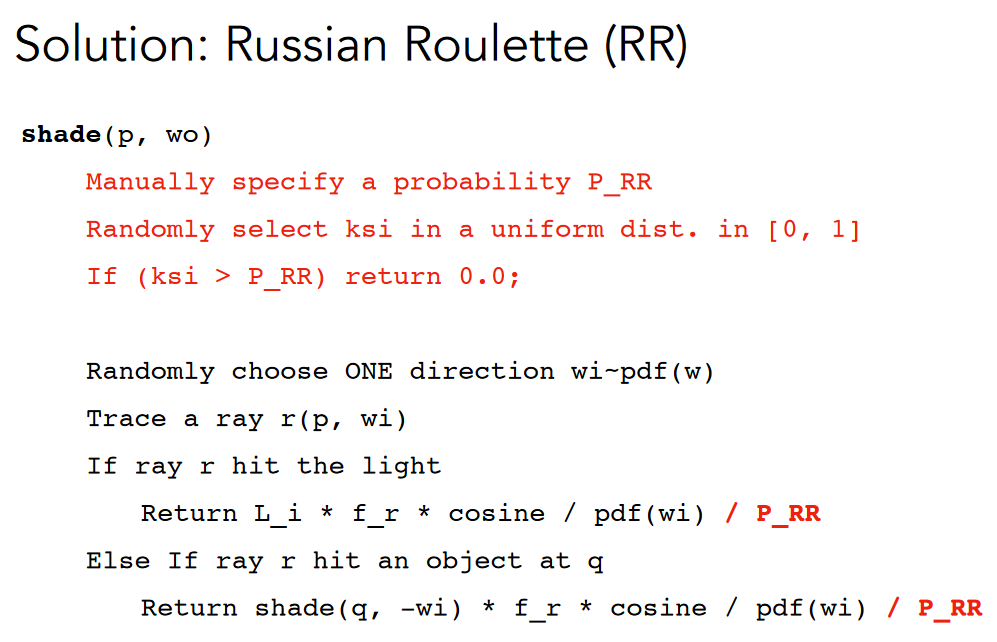 Solution: Russian Roulette (RR)
shade(p, wo)
Manually specify a probability P_RR
Randomly select ksi in a uniform dist. in [0, 1]
If (ksi > P_RR) return 0.0;
Randomly choose ONE direction wi~pdf(w)
Trace a ray r(p, wi)
If ray r hit the light
Return L_i * f_r * cosine / pdf(wi) / P_RR
Else If ray r hit an object at q
Return shade(q, -wi) * f_r * cosine / pdf(wi) / P_RR